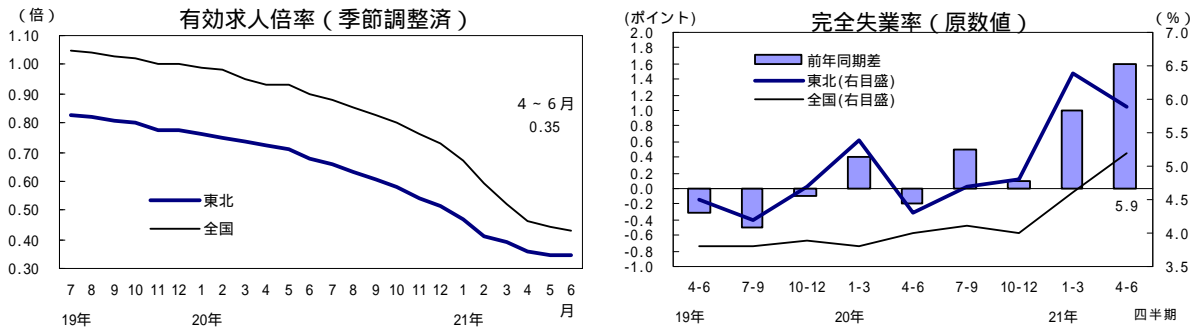 有効求人倍率（季節調整済）
（倍）
1.10
1.00
0.90
0.80
0.70
0.60
0.50
0.40
0.30
4～6月
0.35
東北
全国
7 8 9 10 11 12 1 2 3 4 5 6 7 8 9 10 11 12 1 2 3 4 5 6
月
19年 20年 21年
完全失業率（原数値）
(ポイント)
（％）
2.0
1.8
1.6
1.4
1.2
1.0
0.8
0.6
0.4
0.2
0.0
-0.2
-0.4
-0.6
-0.8
-1.0
7.0
6.5
6.0
5.5
5.0
4.5
4.0
3.5
前年同期差
東北(右目盛)
全国(右目盛)
5.9
4-6 7-9 10-12 1-3 4-6 7-9 10-12 1-3 4-6
19年 20年 21年 四半期